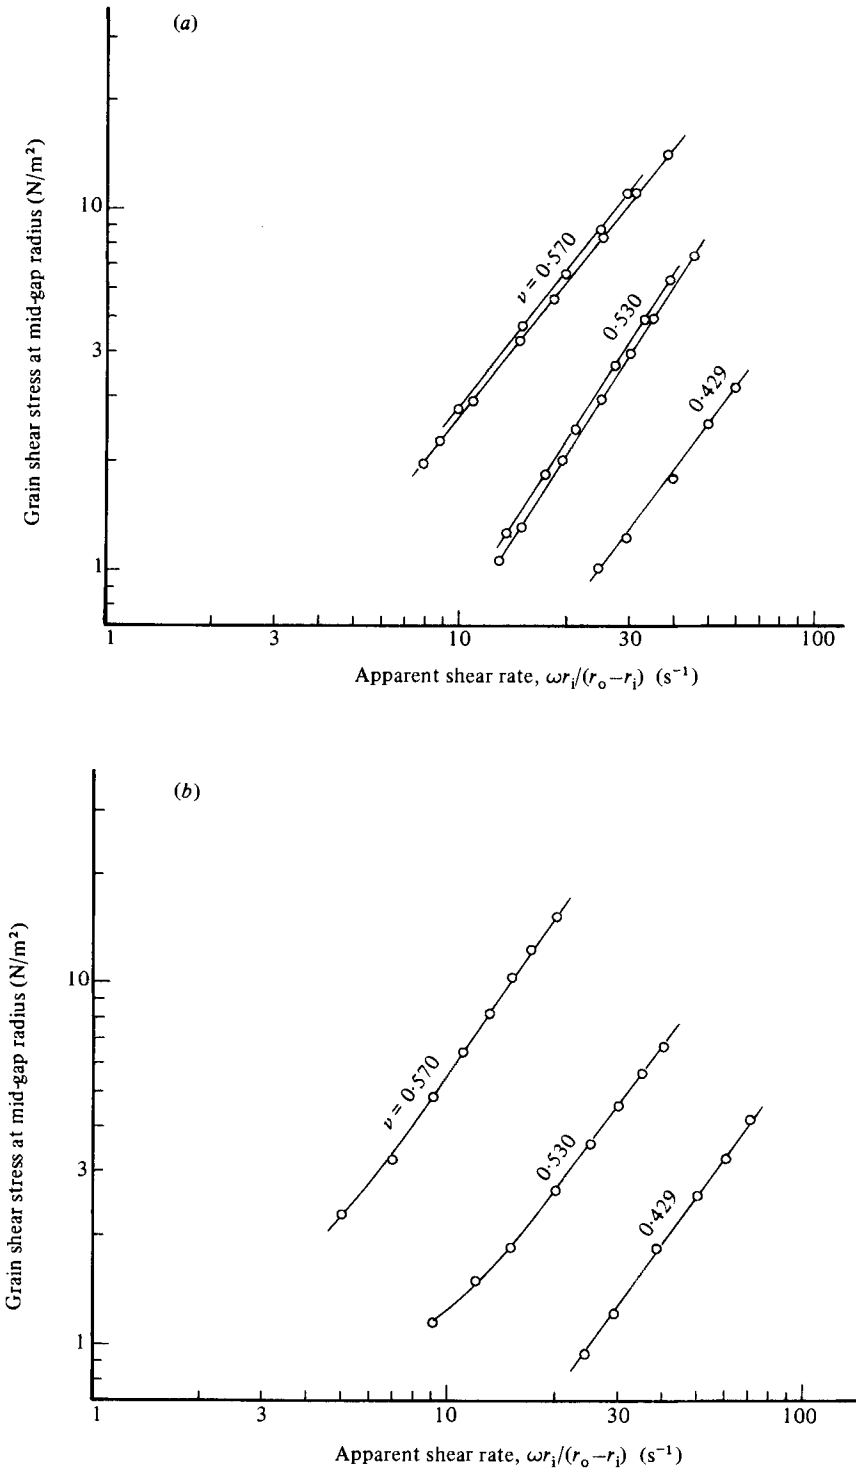 (a)
Grain shear stress at mid-gap radius (N/m²)
10
3
1
ν = 0·570
0·530
0·429
1 3 10 30 100
Apparent shear rate, ωrᵢ/(rₒ–rᵢ) (s⁻¹)
(b)
Grain shear stress at mid-gap radius (N/m²)
10
3
1
ν = 0·570
0·530
0·429
1 3 10 30 100
Apparent shear rate, ωrᵢ/(rₒ–rᵢ) (s⁻¹)